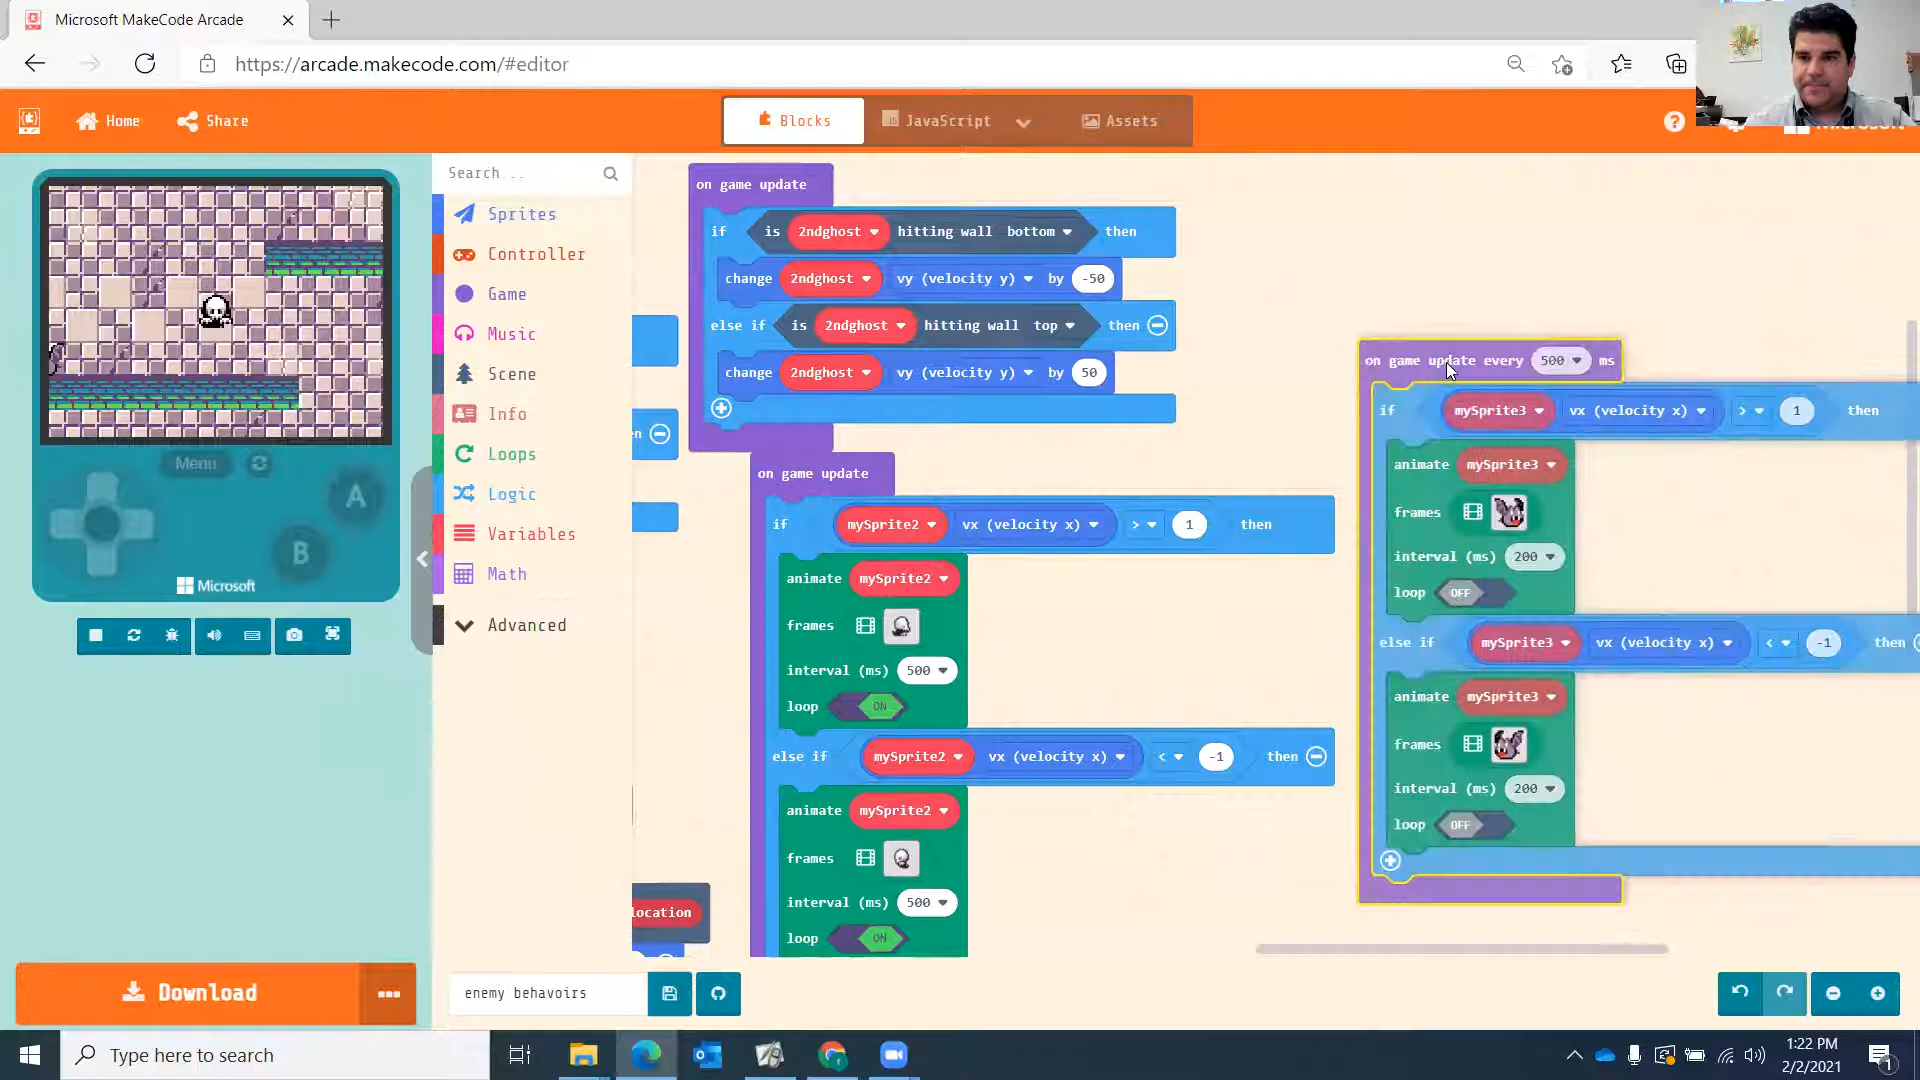 Microsoft MakeCode Arcade
https://arcade.makecode.com/#editor
Home
Share
Blocks
JavaScript
Assets
Search ..
Sprites
Controller
Game
Music
Scene
Info
Loops
Logic
Variables
Math
Advanced
Menu
A
B
Microsoft
Download
enemy behavoirs
on game update
if is 2ndghost hitting wall bottom then
change 2ndghost vy (velocity y) by -50
else if is 2ndghost hitting wall top then
change 2ndghost vy (velocity y) by 50
on game update
if mySprite2 vx (velocity x) > 1 then
animate mySprite2
frames
interval (ms) 500
loop ON
else if mySprite2 vx (velocity x) < -1 then
animate mySprite2
frames
interval (ms) 500
loop ON
location
on game update every 500 ms
if mySprite3 vx (velocity x) > 1 then
animate mySprite3
frames
interval (ms) 200
loop OFF
else if mySprite3 vx (velocity x) < -1 then
animate mySprite3
frames
interval (ms) 200
loop OFF
Type here to search
1:22 PM
2/2/2021
1